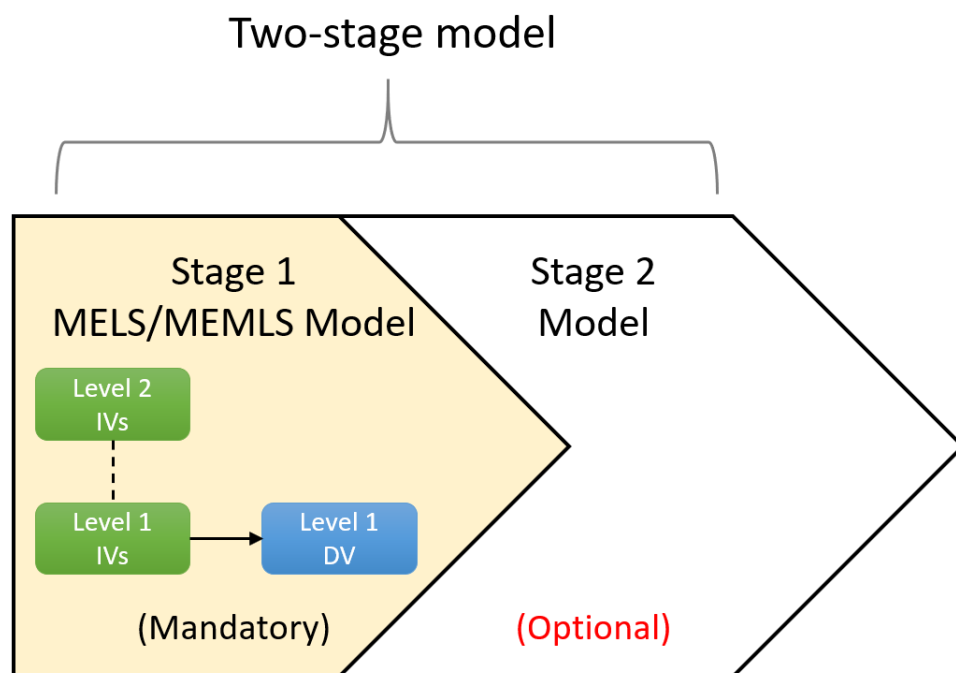 Two-stage model
Stage 1
MELS/MEMLS Model
Stage 2
Model
Level 2
IVs
Level 1
IVs
Level 1
DV
(Mandatory)
(Optional)